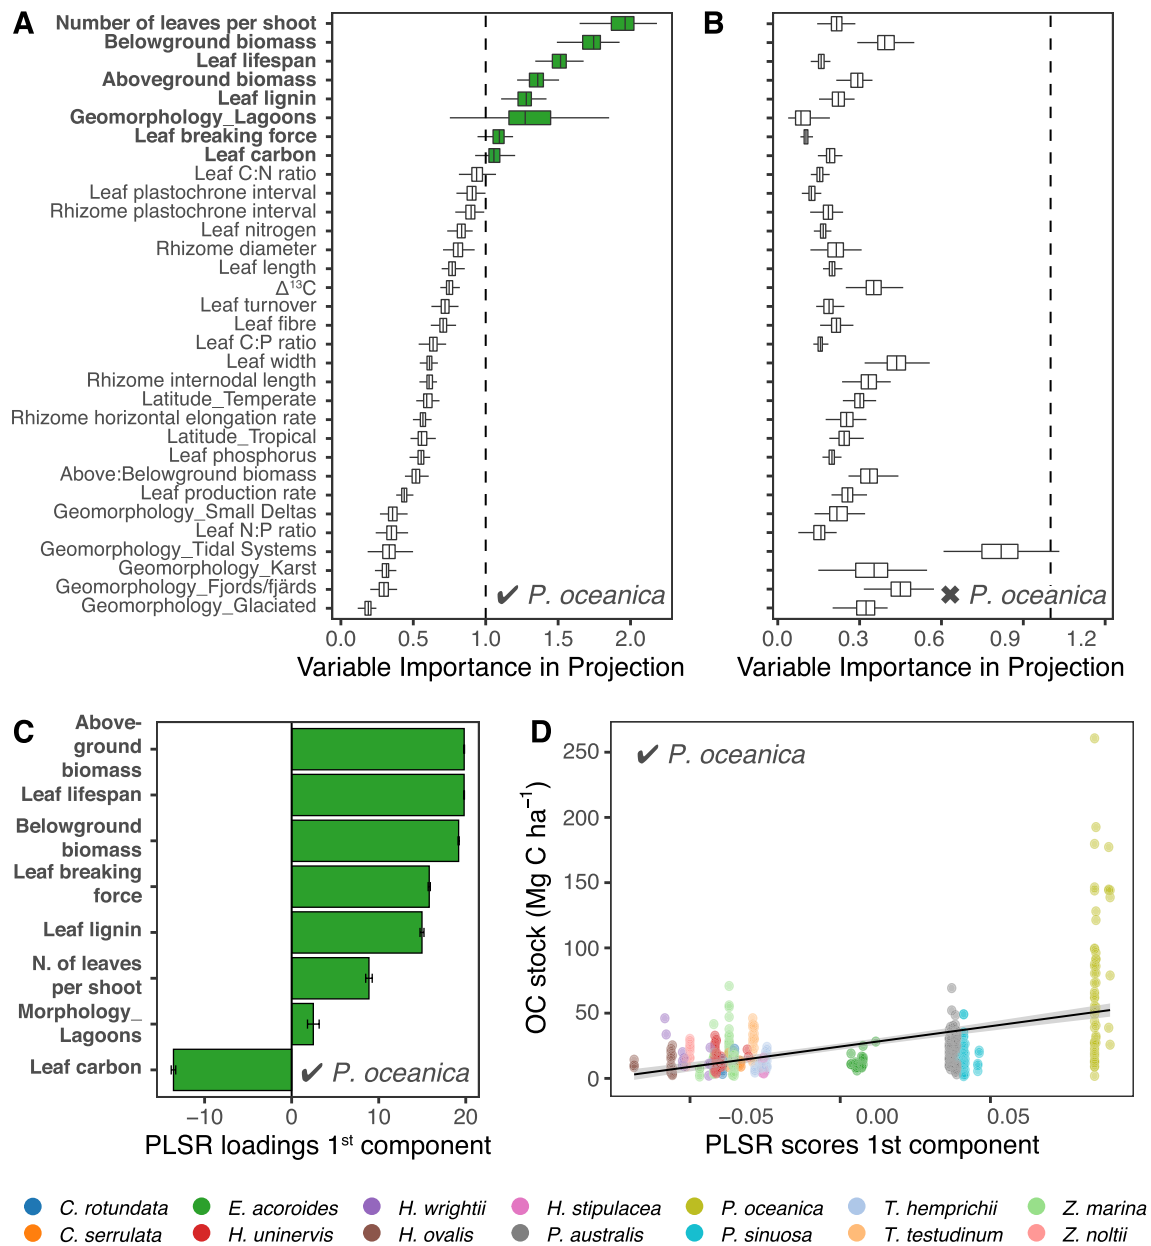 A
B
Number of leaves per shoot
Belowground biomass
Leaf lifespan
Aboveground biomass
Leaf lignin
Geomorphology_Lagoons
Leaf breaking force
Leaf carbon
Leaf C:N ratio
Leaf plastochrone interval
Rhizome plastochrone interval
Leaf nitrogen
Rhizome diameter
Leaf length
Δ¹³C
Leaf turnover
Leaf fibre
Leaf C:P ratio
Leaf width
Rhizome internodal length
Latitude_Temperate
Rhizome horizontal elongation rate
Latitude_Tropical
Leaf phosphorus
Above:Belowground biomass
Leaf production rate
Geomorphology_Small Deltas
Leaf N:P ratio
Geomorphology_Tidal Systems
Geomorphology_Karst
Geomorphology_Fjords/fjärds
Geomorphology_Glaciated
✔ P. oceanica
✖ P. oceanica
0.0 0.5 1.0 1.5 2.0
0.0 0.3 0.6 0.9 1.2
Variable Importance in Projection
Variable Importance in Projection
C
Above-
ground
biomass
Leaf lifespan
Belowground
biomass
Leaf breaking
force
Leaf lignin
N. of leaves
per shoot
Morphology_
Lagoons
Leaf carbon
✔ P. oceanica
−10 0 10 20
PLSR loadings 1st component
D
✔ P. oceanica
250
200
150
100
50
0
OC stock (Mg C ha⁻¹)
−0.05 0.00 0.05
PLSR scores 1st component
C. rotundata E. acoroides H. wrightii H. stipulacea P. oceanica T. hemprichii Z. marina
C. serrulata H. uninervis H. ovalis P. australis P. sinuosa T. testudinum Z. noltii